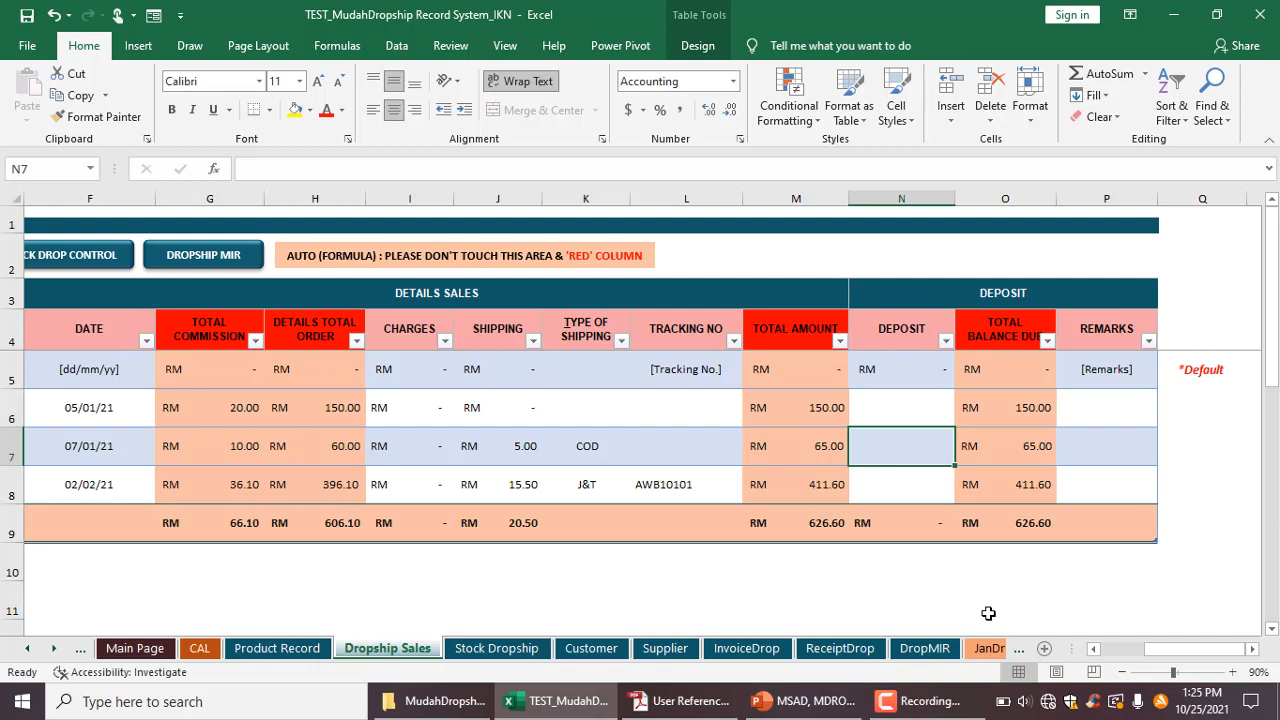 TEST_MudahDropship Record System_IKN - Excel
Table Tools
Sign in
File Home Insert Draw Page Layout Formulas Data Review View Help Power Pivot Design Tell me what you want to do Share
Paste
Cut
Copy
Format Painter
Clipboard
Calibri 11
B I U
Font
Wrap Text
Merge & Center
Alignment
Accounting
$ % ,
Number
Conditional Formatting
Format as Table
Cell Styles
Styles
Insert
Delete
Format
Cells
AutoSum
Fill
Clear
Sort & Filter
Find & Select
Editing
N7 fx
F G H I J K L M N O P Q
1
2 CK DROP CONTROL DROPSHIP MIR AUTO (FORMULA) : PLEASE DON'T TOUCH THIS AREA & 'RED' COLUMN
3 DETAILS SALES DEPOSIT
4 DATE TOTAL COMMISSION DETAILS TOTAL ORDER CHARGES SHIPPING TYPE OF SHIPPING TRACKING NO TOTAL AMOUNT DEPOSIT TOTAL BALANCE DUE REMARKS
5 [dd/mm/yy] RM - RM - RM - RM - [Tracking No.] RM - RM - RM - [Remarks] *Default
6 05/01/21 RM 20.00 RM 150.00 RM - RM - RM 150.00 RM 150.00
7 07/01/21 RM 10.00 RM 60.00 RM - RM 5.00 COD RM 65.00 RM 65.00
8 02/02/21 RM 36.10 RM 396.10 RM - RM 15.50 J&T AWB10101 RM 411.60 RM 411.60
9 RM 66.10 RM 606.10 RM - RM 20.50 RM 626.60 RM - RM 626.60
10
11
... Main Page CAL Product Record Dropship Sales Stock Dropship Customer Supplier InvoiceDrop ReceiptDrop DropMIR JanDr ...
Ready Accessibility: Investigate 90%
Type here to search MudahDropsh... TEST_MudahD... User Referenc... MSAD, MDRO... Recording... 1:25 PM
10/25/2021